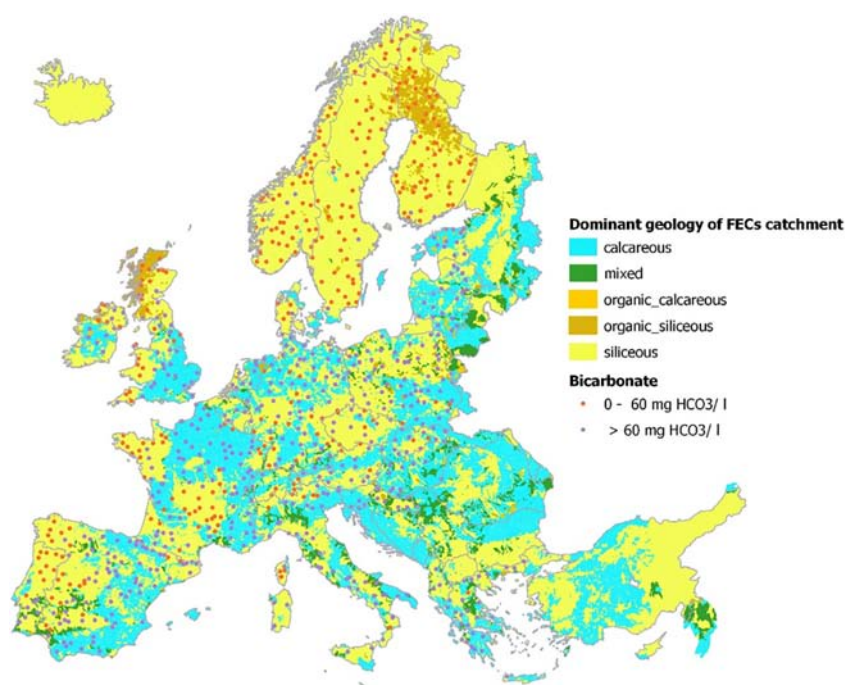 Dominant geology of FECs catchment
calcareous
mixed
organic_calcareous
organic_siliceous
siliceous
Bicarbonate
0 - 60 mg HCO3/ l
> 60 mg HCO3/ l